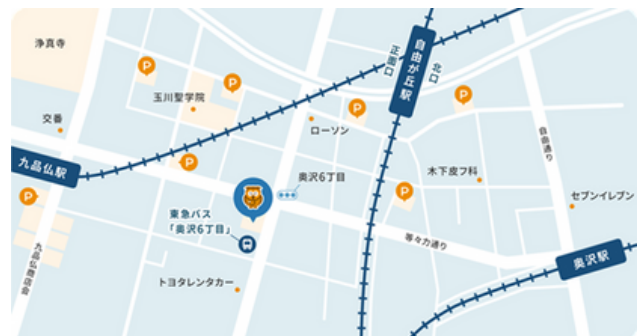 浄真寺
交番
九品仏駅
P
P
玉川聖学院
P
P
P
ローソン
正面口
自由が丘駅
北口
P
P
木下皮フ科
自由通り
セブンイレブン
奥沢6丁目
東急バス
「奥沢6丁目」
等々力通り
奥沢駅
トヨタレンタカー
九品仏商店会